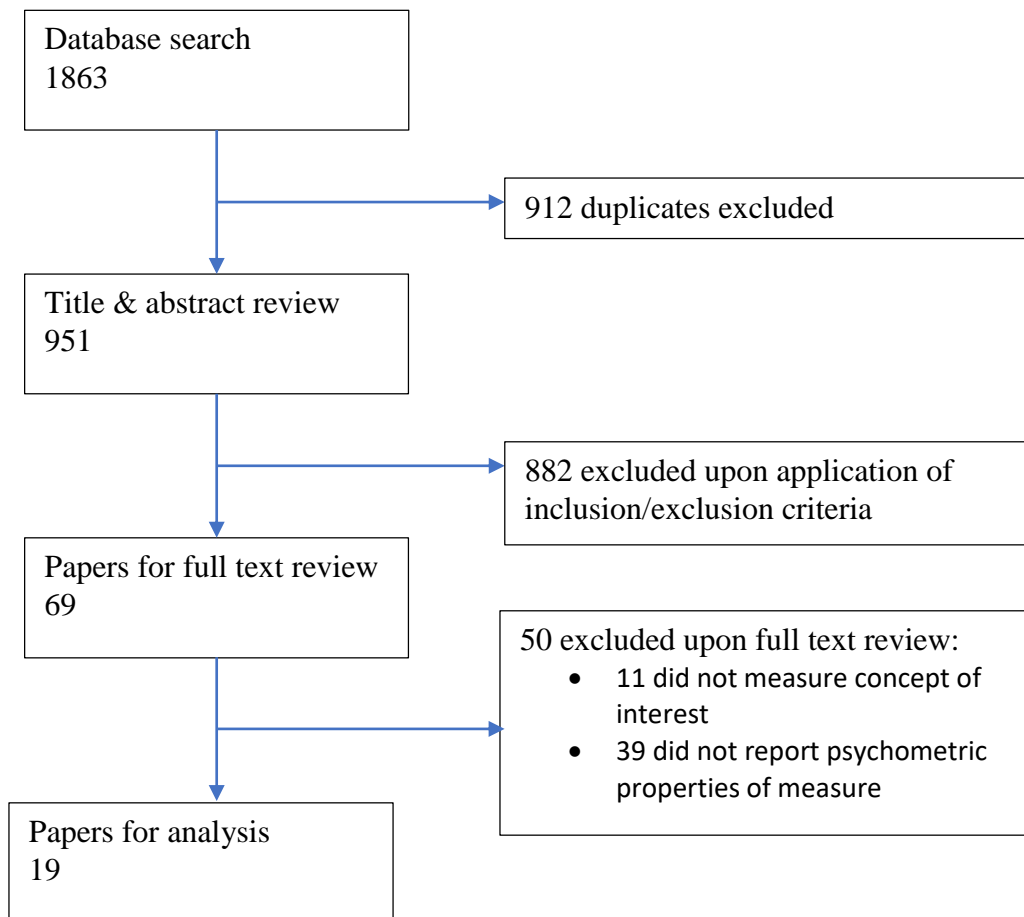 Database search
1863
912 duplicates excluded
Title & abstract review
951
882 excluded upon application of
inclusion/exclusion criteria
Papers for full text review
69
50 excluded upon full text review:
• 11 did not measure concept of
interest
• 39 did not report psychometric
properties of measure
Papers for analysis
19